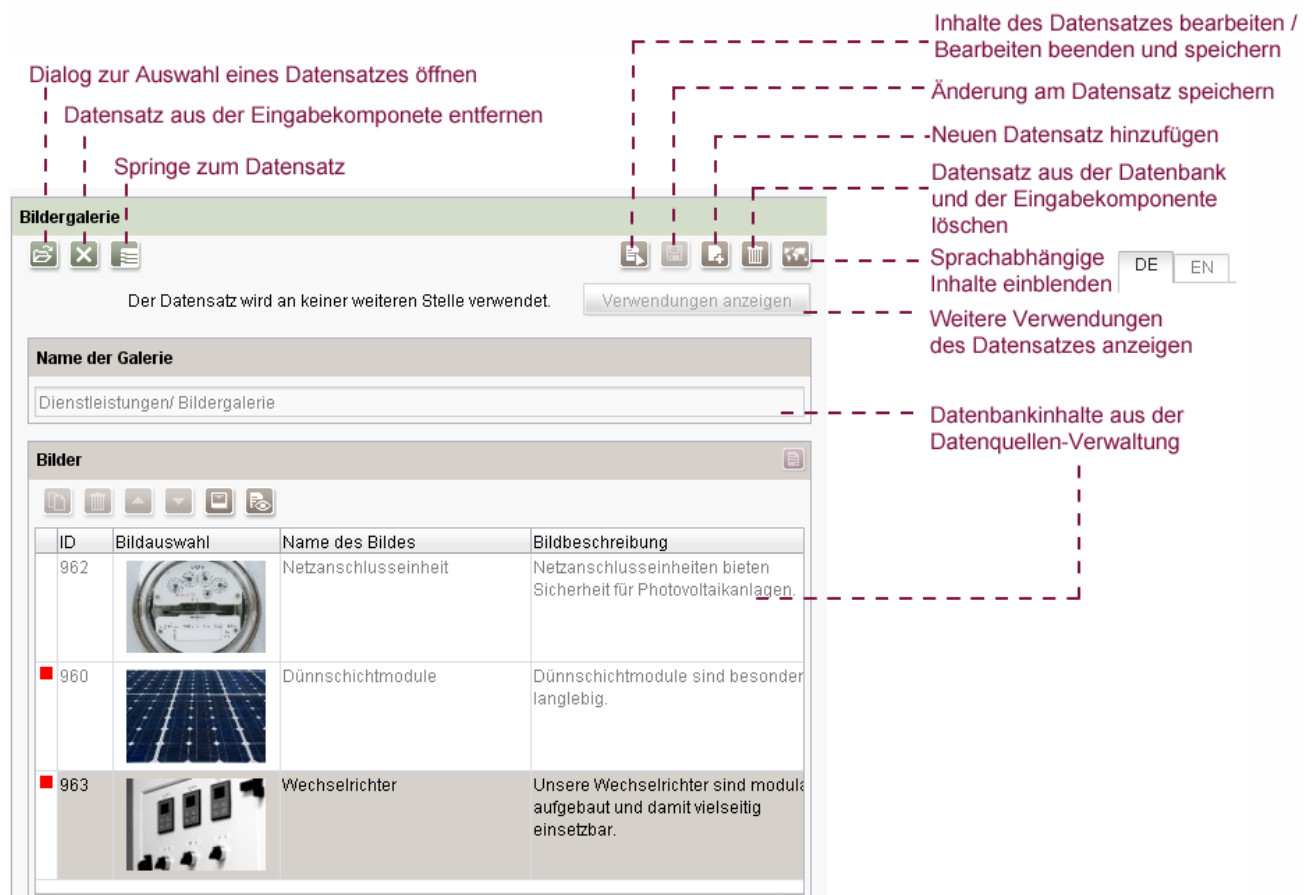 Inhalte des Datensatzes bearbeiten /
Bearbeiten beenden und speichern
Dialog zur Auswahl eines Datensatzes öffnen
Änderung am Datensatz speichern
Datensatz aus der Eingabekomponete entfernen
Neuen Datensatz hinzufügen
Springe zum Datensatz
Datensatz aus der Datenbank
und der Eingabekomponente
löschen
Bildergalerie
Sprachabhängige
Inhalte einblenden
DE EN
Der Datensatz wird an keiner weiteren Stelle verwendet.
Verwendungen anzeigen
Weitere Verwendungen
des Datensatzes anzeigen
Name der Galerie
Dienstleistungen/ Bildergalerie
Datenbankinhalte aus der
Datenquellen-Verwaltung
Bilder
ID Bildauswahl Name des Bildes Bildbeschreibung
962 Netzanschlusseinheit Netzanschlusseinheiten bieten
Sicherheit für Photovoltaikanlagen.
960 Dünnschichtmodule Dünnschichtmodule sind besonder
langlebig.
963 Wechselrichter Unsere Wechselrichter sind modula
aufgebaut und damit vielseitig
einsetzbar.